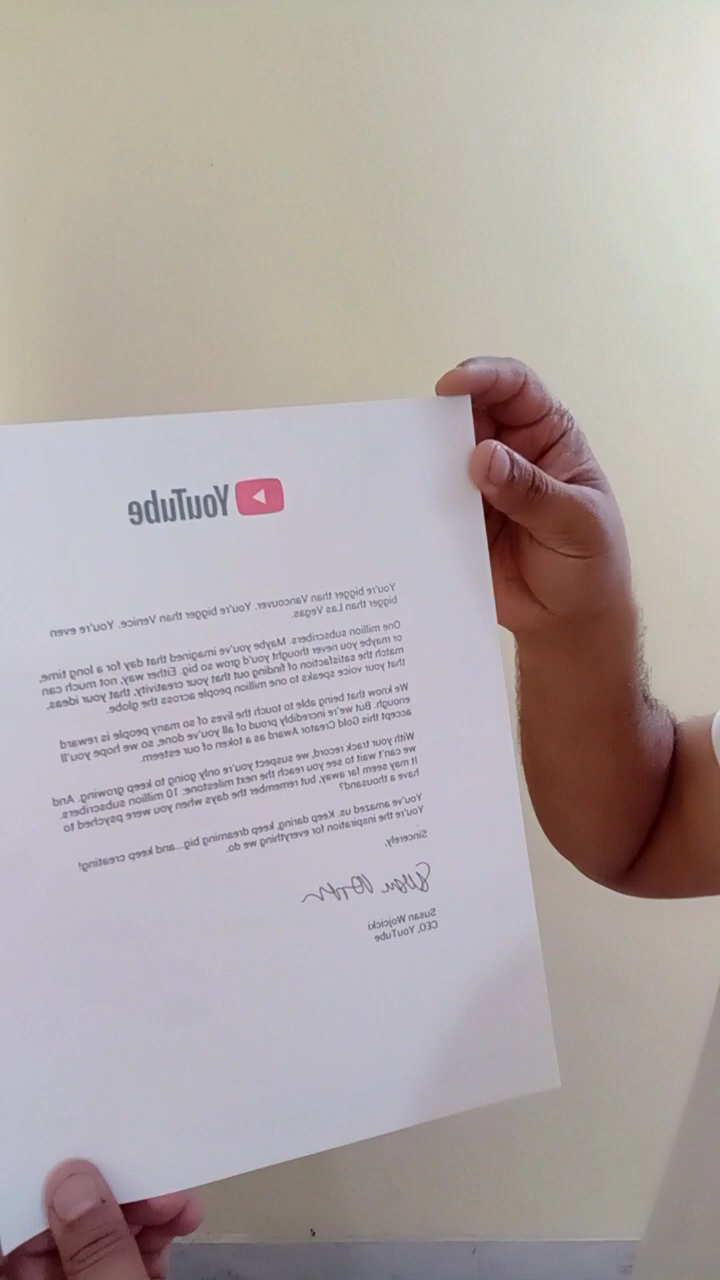 YouTube
You're bigger than Vancouver. You're bigger than Venice. You're even
bigger than Las Vegas.
One million subscribers. Maybe you've imagined that day for a long time,
or maybe you never thought you'd grow so big. Either way, not much can
match the satisfaction of finding out that your creativity, that your ideas,
that your voice speaks to one million people across the globe.
We know that being able to touch the lives of so many people is reward
enough. But we're incredibly proud of all you've done, so we hope you'll
accept this Gold Creator Award as a token of our esteem.
With your track record, we suspect you're only going to keep growing. And
we can't wait to see you reach the next milestone: 10 million subscribers.
It may seem far away, but remember the days when you were psyched to
have a thousand?
You've amazed us. Keep daring, keep dreaming big...and keep creating!
You're the inspiration for everything we do.
Sincerely,
Susan Wojcicki
CEO, YouTube